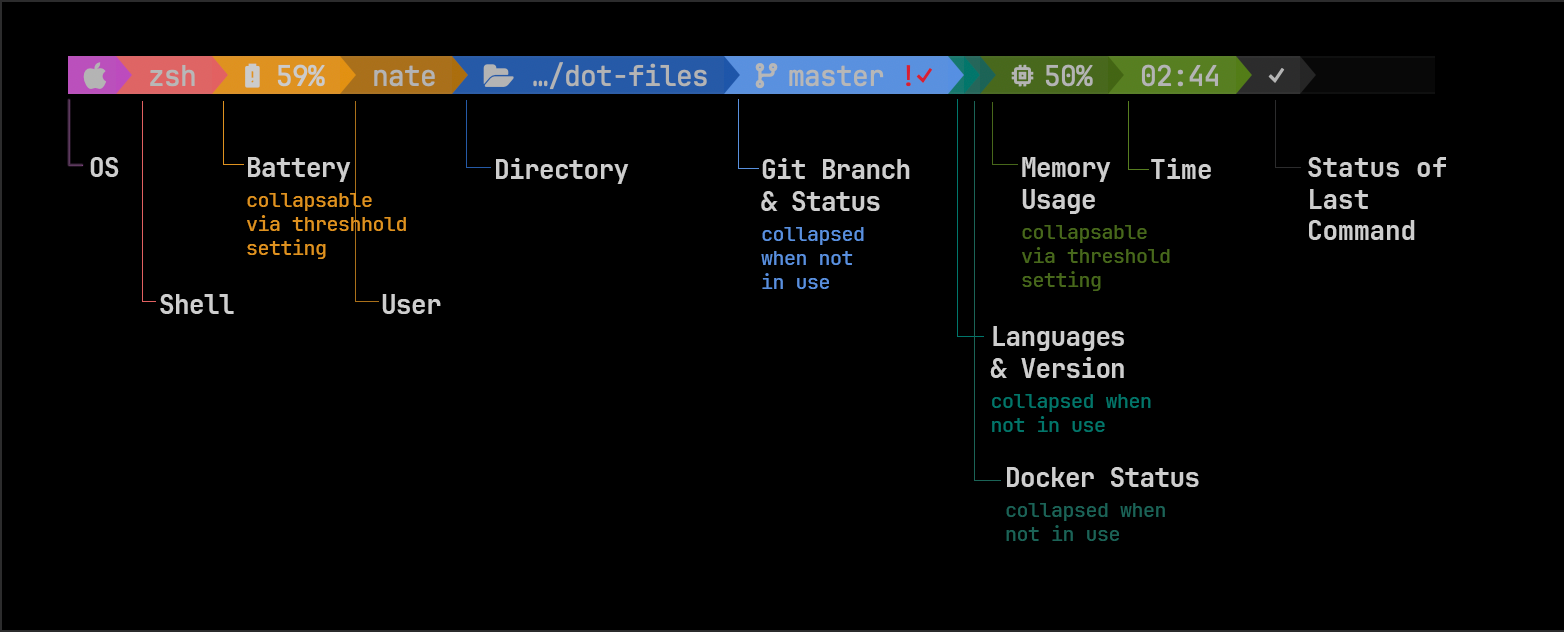 zsh 59% nate …/dot-files master !✓ 50% 02:44 ✓
OS
Battery
collapsable
via threshhold
setting
Shell
User
Directory
Git Branch
& Status
collapsed
when not
in use
Memory
Usage
collapsable
via threshold
setting
Time
Status of
Last
Command
Languages
& Version
collapsed when
not in use
Docker Status
collapsed when
not in use